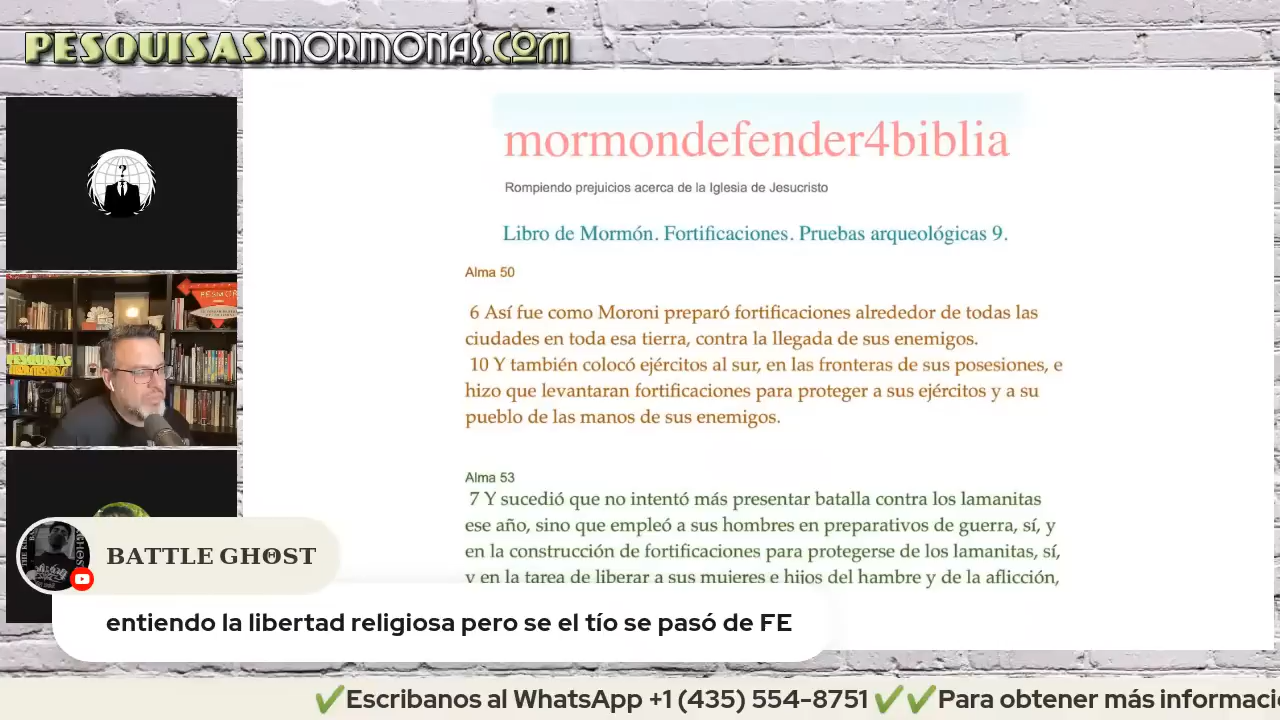 PESQUISASMORMONAS.COM
mormondefender4biblia
Rompiendo prejuicios acerca de la Iglesia de Jesucristo
Libro de Mormón. Fortificaciones. Pruebas arqueológicas 9.
Alma 50
6 Así fue como Moroni preparó fortificaciones alrededor de todas las
ciudades en toda esa tierra, contra la llegada de sus enemigos.
10 Y también colocó ejércitos al sur, en las fronteras de sus posesiones, e
hizo que levantaran fortificaciones para proteger a sus ejércitos y a su
pueblo de las manos de sus enemigos.
Alma 53
7 Y sucedió que no intentó más presentar batalla contra los lamanitas
ese año, sino que empleó a sus hombres en preparativos de guerra, sí, y
en la construcción de fortificaciones para protegerse de los lamanitas, sí,
y en la tarea de liberar a sus mujeres e hijos del hambre y de la aflicción,
BATTLE GHOST
entiendo la libertad religiosa pero se el tío se pasó de FE
✔Escribanos al WhatsApp +1 (435) 554-8751 ✔✔Para obtener más informaci